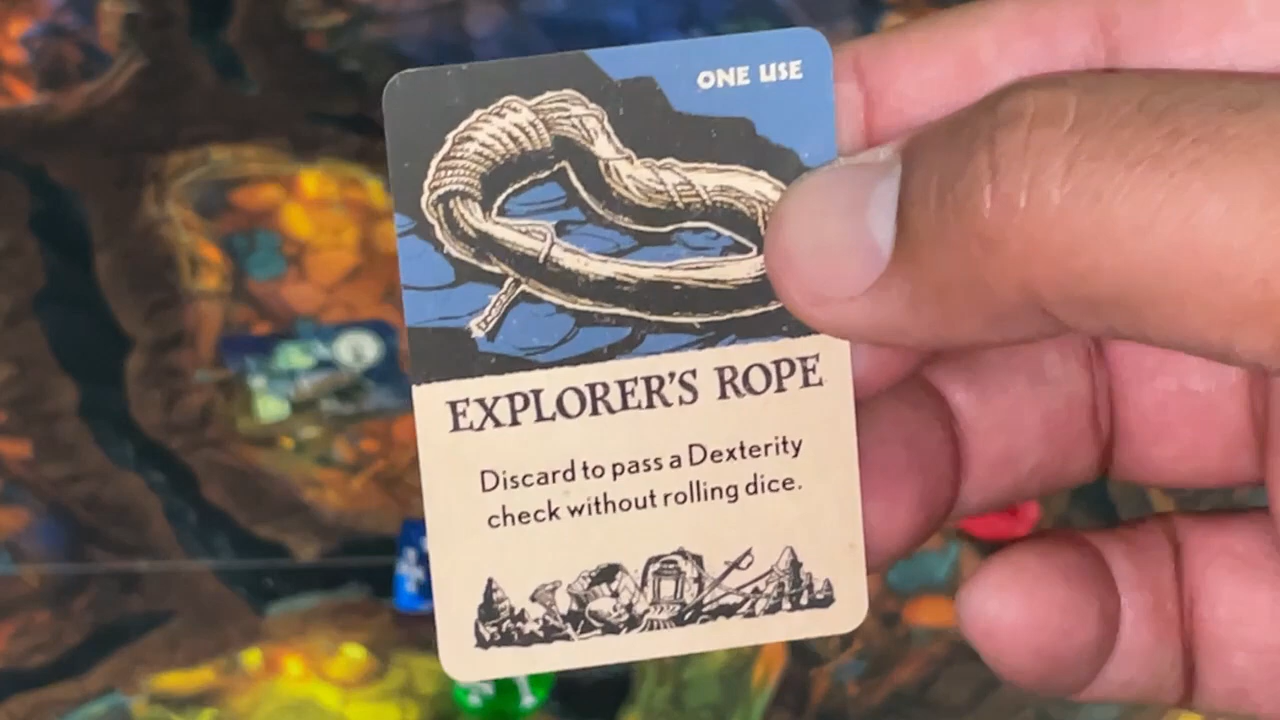 ONE USE
EXPLORER'S ROPE
Discard to pass a Dexterity
check without rolling dice.